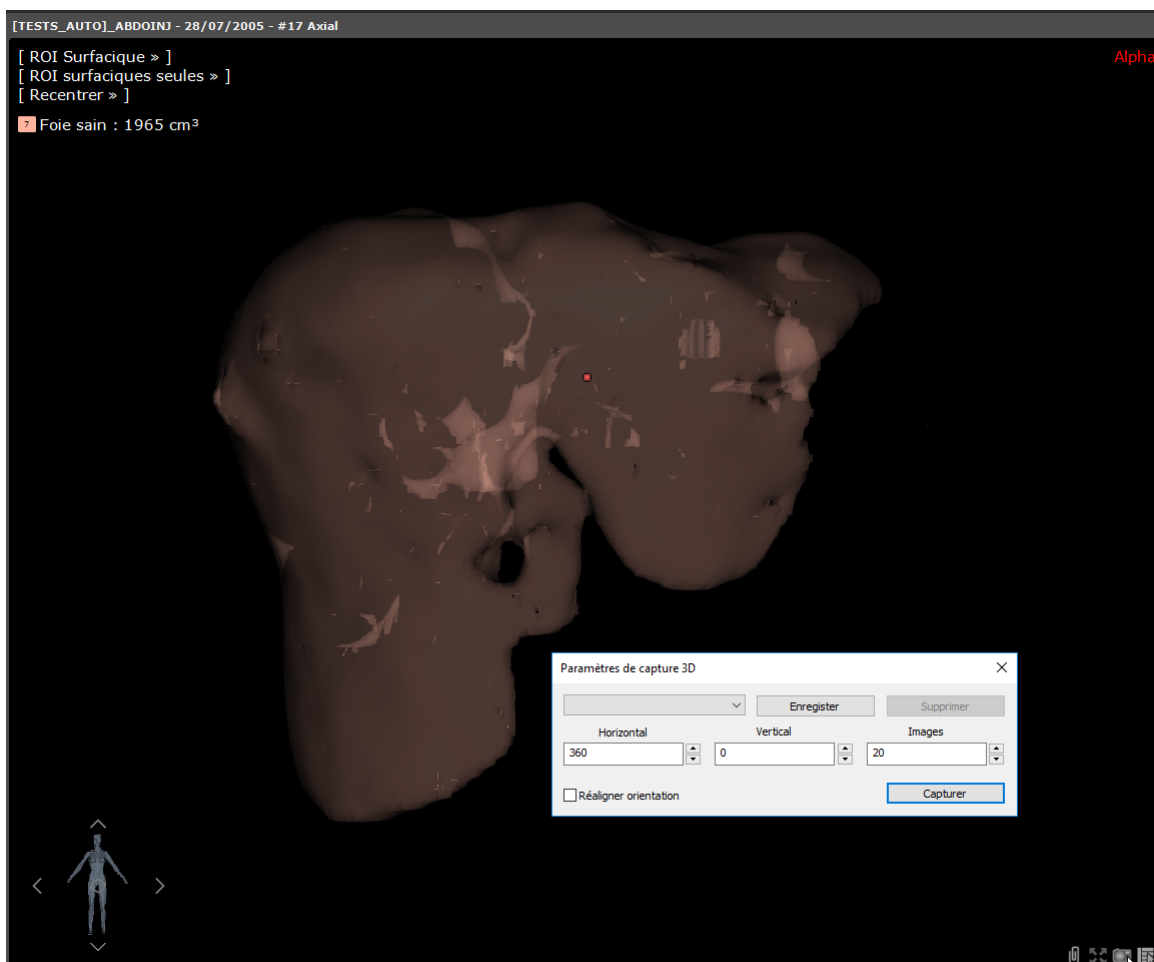 [TESTS_AUTO]_ABDOINJ - 28/07/2005 - #17 Axial
[ ROI Surfacique » ]
[ ROI surfaciques seules » ]
[ Recentrer » ]
Alpha
7 Foie sain : 1965 cm³
Paramètres de capture 3D
Enregister Supprimer
Horizontal Vertical Images
360 0 20
Réaligner orientation Capturer